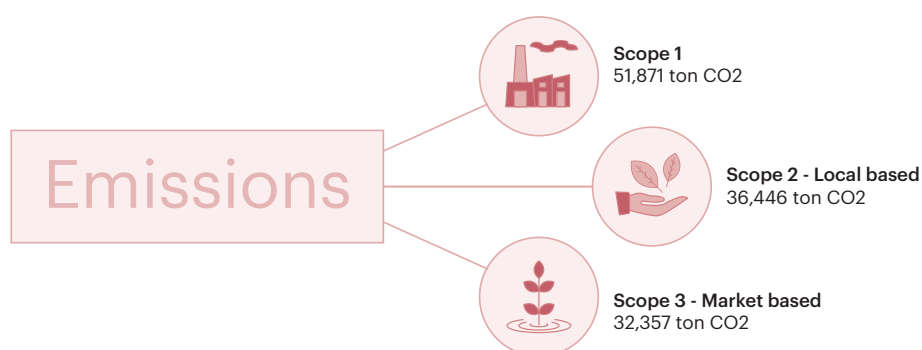 Emissions
Scope 1
51,871 ton CO2
Scope 2 - Local based
36,446 ton CO2
Scope 3 - Market based
32,357 ton CO2